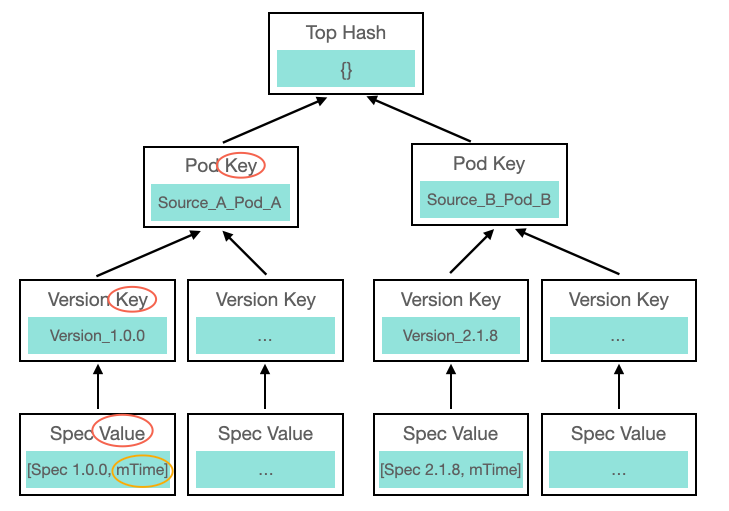 Top Hash
{}
Pod Key
Source_A_Pod_A
Pod Key
Source_B_Pod_B
Version Key
Version_1.0.0
Version Key
...
Version Key
Version_2.1.8
Version Key
...
Spec Value
[Spec 1.0.0, mTime]
Spec Value
...
Spec Value
[Spec 2.1.8, mTime]
Spec Value
...